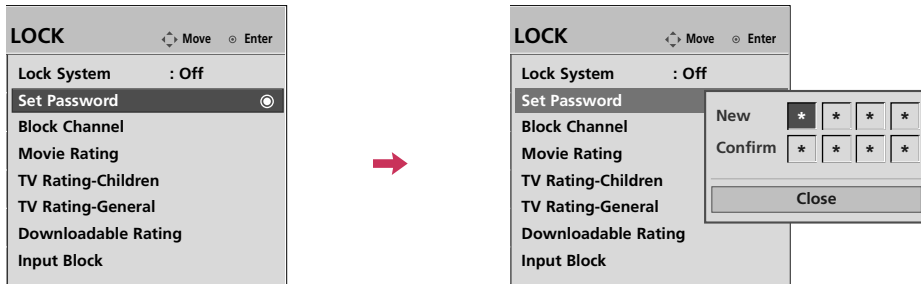 LOCK Move Enter
Lock System : Off
Set Password
Block Channel
Movie Rating
TV Rating-Children
TV Rating-General
Downloadable Rating
Input Block
LOCK Move Enter
Lock System : Off
Set Password
Block Channel
Movie Rating
TV Rating-Children
TV Rating-General
Downloadable Rating
Input Block
New * * * *
Confirm * * * *
Close